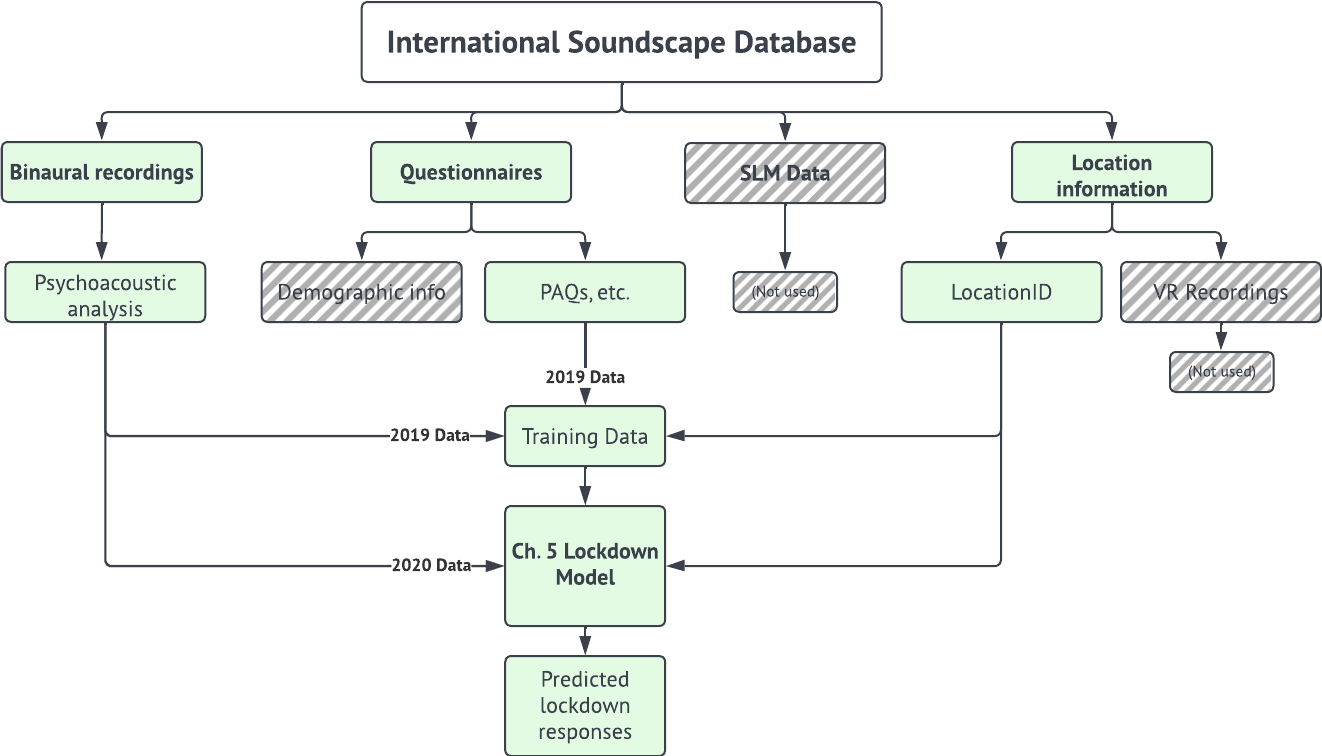 International Soundscape Database
Binaural recordings
Questionnaires
SLM Data
Location
information
Psychoacoustic
analysis
Demographic info
PAQs, etc.
(Not used)
LocationID
VR Recordings
(Not used)
2019 Data
2019 Data
Training Data
Ch. 5 Lockdown
Model
2020 Data
Predicted
lockdown
responses